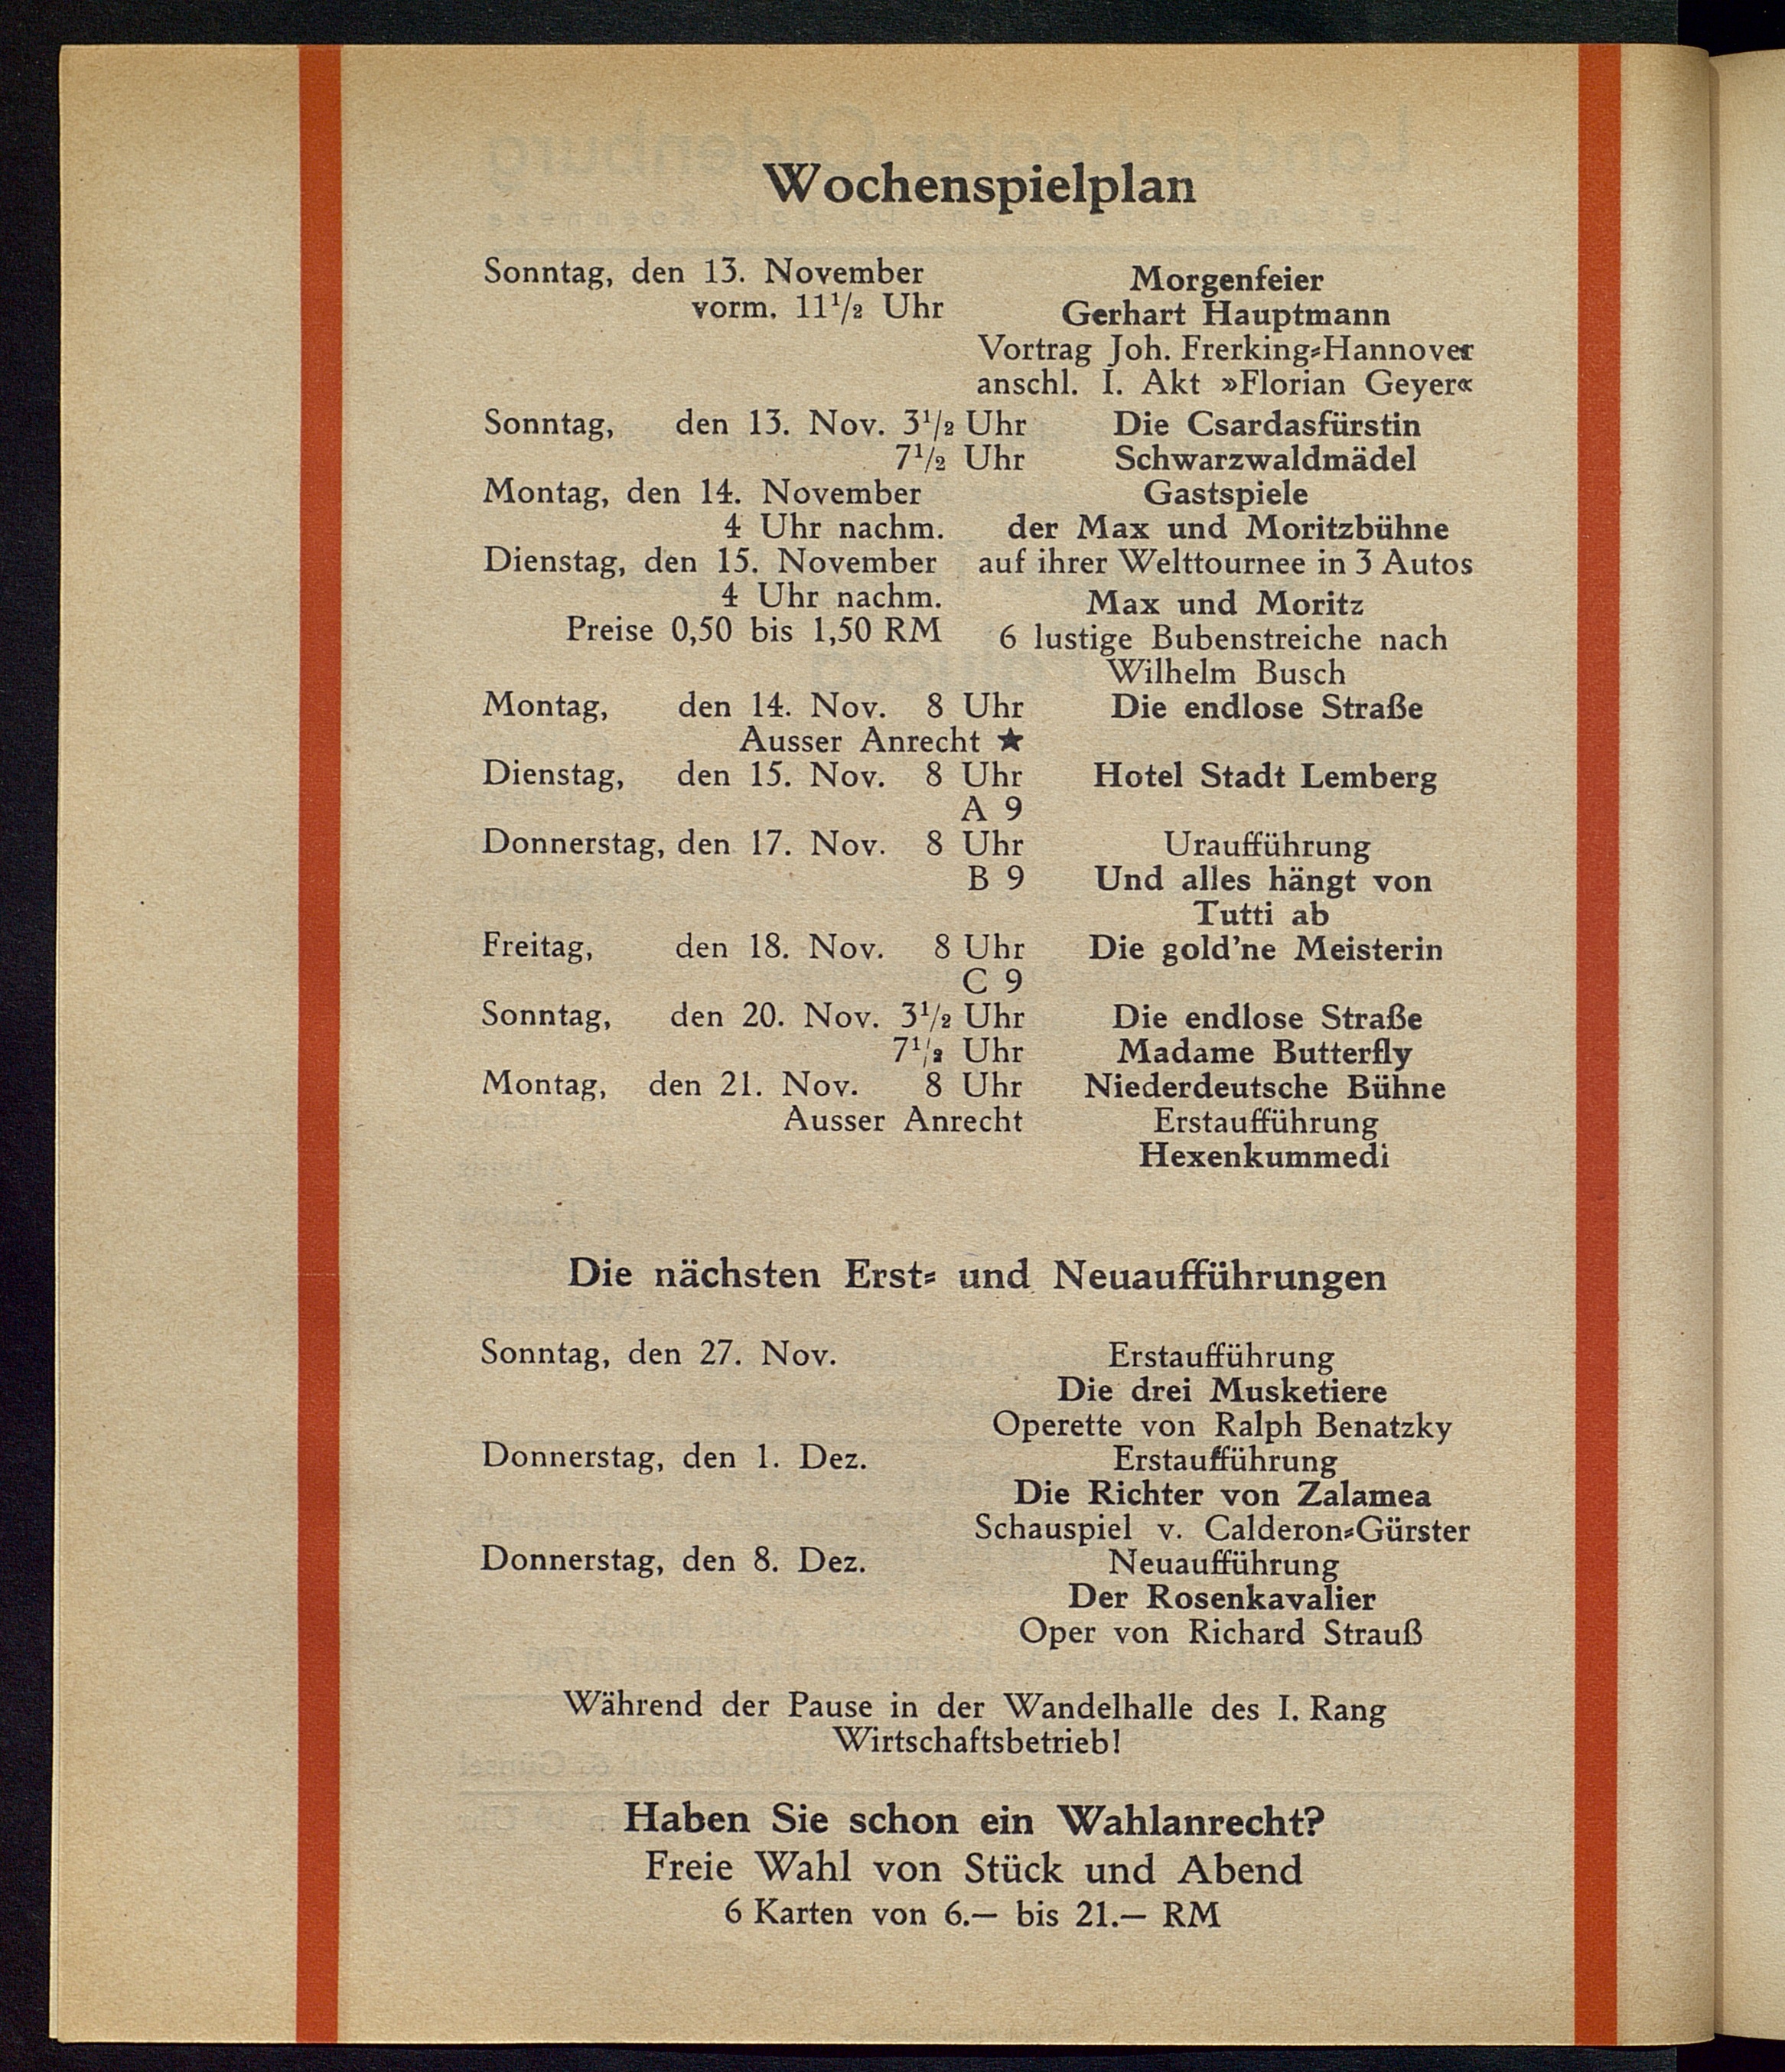 Wochenspielplan
Sonntag, den 13. November Morgenfeier
vorm. 11½ Uhr Gerhart Hauptmann
Vortrag Joh. Frerking-Hannover
anschl. I. Akt »Florian Geyer«
Sonntag, den 13. Nov. 3½ Uhr Die Csardasfürstin
7½ Uhr Schwarzwaldmädel
Montag, den 14. November Gastspiele
4 Uhr nachm. der Max und Moritzbühne
Dienstag, den 15. November auf ihrer Welttournee in 3 Autos
4 Uhr nachm. Max und Moritz
Preise 0,50 bis 1,50 RM 6 lustige Bubenstreiche nach
Wilhelm Busch
Montag, den 14. Nov. 8 Uhr Die endlose Straße
Ausser Anrecht ★
Dienstag, den 15. Nov. 8 Uhr Hotel Stadt Lemberg
A 9
Donnerstag, den 17. Nov. 8 Uhr Uraufführung
B 9 Und alles hängt von
Tutti ab
Freitag, den 18. Nov. 8 Uhr Die gold'ne Meisterin
C 9
Sonntag, den 20. Nov. 3½ Uhr Die endlose Straße
7½ Uhr Madame Butterfly
Montag, den 21. Nov. 8 Uhr Niederdeutsche Bühne
Ausser Anrecht Erstaufführung
Hexenkummedi
Die nächsten Erst- und Neuaufführungen
Sonntag, den 27. Nov. Erstaufführung
Die drei Musketiere
Operette von Ralph Benatzky
Donnerstag, den 1. Dez. Erstaufführung
Die Richter von Zalamea
Schauspiel v. Calderon-Gürster
Donnerstag, den 8. Dez. Neuaufführung
Der Rosenkavalier
Oper von Richard Strauß
Während der Pause in der Wandelhalle des I. Rang
Wirtschaftsbetrieb!
Haben Sie schon ein Wahlanrecht?
Freie Wahl von Stück und Abend
6 Karten von 6.— bis 21.— RM